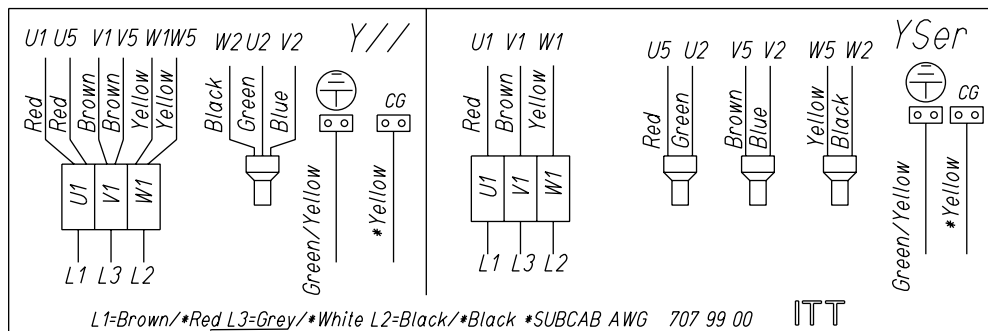 U1 U5 V1 V5 W1 W5 W2 U2 V2 Y//
Red Red Brown Brown Yellow Yellow Black Green Blue
CG
U1 V1 W1
Green/Yellow *Yellow
L1 L3 L2
U1 V1 W1 U5 U2 V5 V2 W5 W2 YSer
Red Brown Yellow Red Green Brown Blue Yellow Black
CG
U1 V1 W1
Green/Yellow *Yellow
L1 L3 L2
L1=Brown/*Red L3=Grey/*White L2=Black/*Black *SUBCAB AWG 707 99 00 ITT